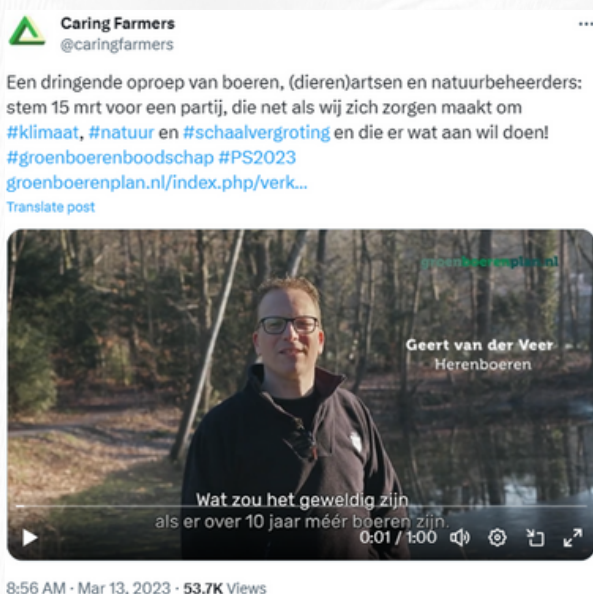 Caring Farmers
@caringfarmers
Een dringende oproep van boeren, (dieren)artsen en natuurbeheerders:
stem 15 mrt voor een partij, die net als wij zich zorgen maakt om
#klimaat, #natuur en #schaalvergroting en die er wat aan wil doen!
#groenboerenboodschap #PS2023
groenboerenplan.nl/index.php/verk...
Translate post
groenboerenplan.nl
Geert van der Veer
Herenboeren
Wat zou het geweldig zijn
als er over 10 jaar méér boeren zijn.
0:01 / 1:00
8:56 AM · Mar 13, 2023 · 53.7K Views